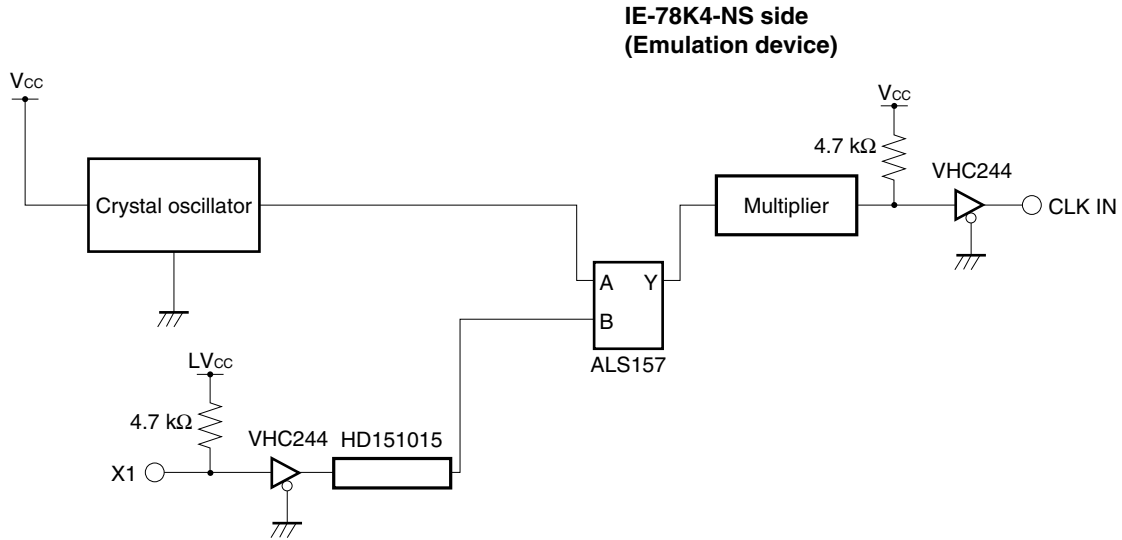 IE-78K4-NS side
(Emulation device)
VCC
VCC
4.7 kΩ
VHC244
Crystal oscillator
Multiplier
CLK IN
A Y
B
ALS157
LVCC
4.7 kΩ
VHC244 HD151015
X1